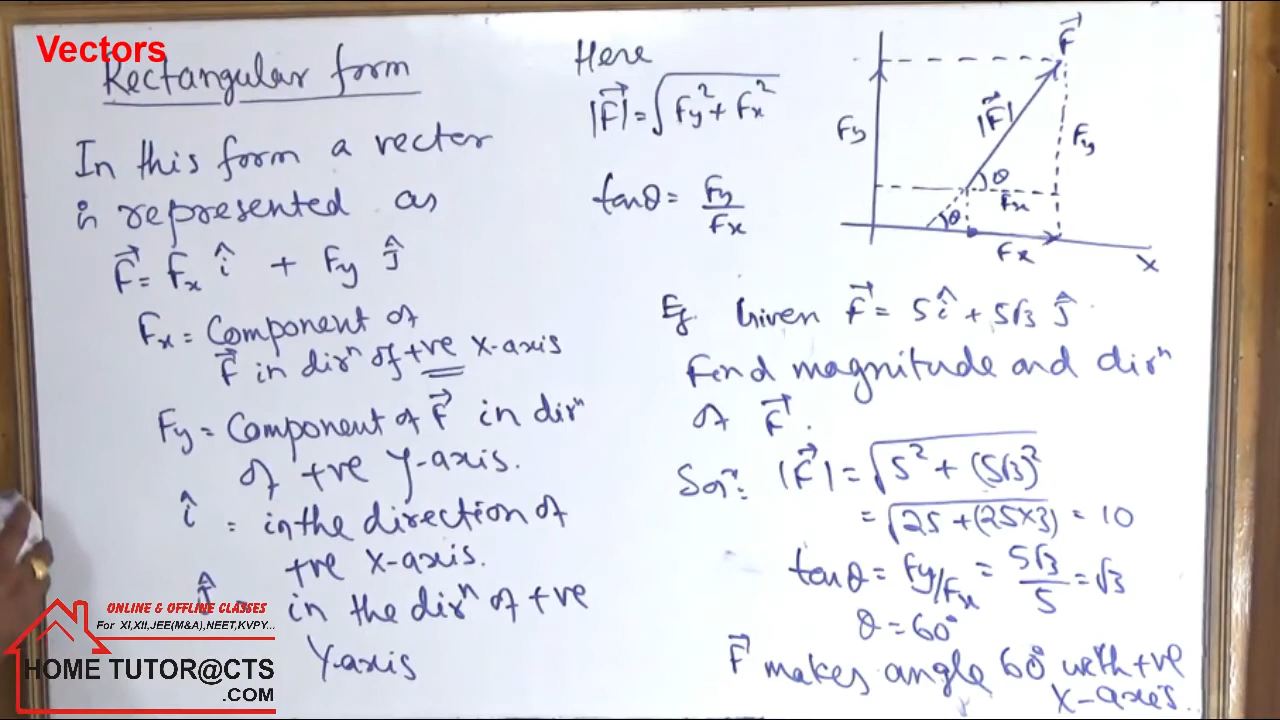 Vectors
Rectangular form
In this form a vector
is represented as
F⃗ = Fx î + Fy ĵ
Fx = Component of
F⃗ in dirⁿ of +ve X-axis
Fy = Component of F⃗ in dirⁿ
of +ve Y-axis.
î = in the direction of
+ve X-axis.
ĵ = in the dirⁿ of +ve
Y-axis
Here
|F⃗| = √(Fy² + Fx²)
tanθ = Fy/Fx
F⃗
Fy
|F⃗|
Fy
θ
Fx
θ
Fx
X
Eg. Given F⃗ = 5î + 5√3 ĵ
Find magnitude and dirⁿ
of F⃗.
Solⁿ: |F⃗| = √(5² + (5√3)²)
= √(25 + (25×3)) = 10
tanθ = Fy/Fx = 5√3/5 = √3
θ = 60°
F⃗ makes angle 60° with +ve
X-axis.
ONLINE & OFFLINE CLASSES
For XI,XII,JEE(M&A),NEET,KVPY...
HOME TUTOR@CTS
.COM